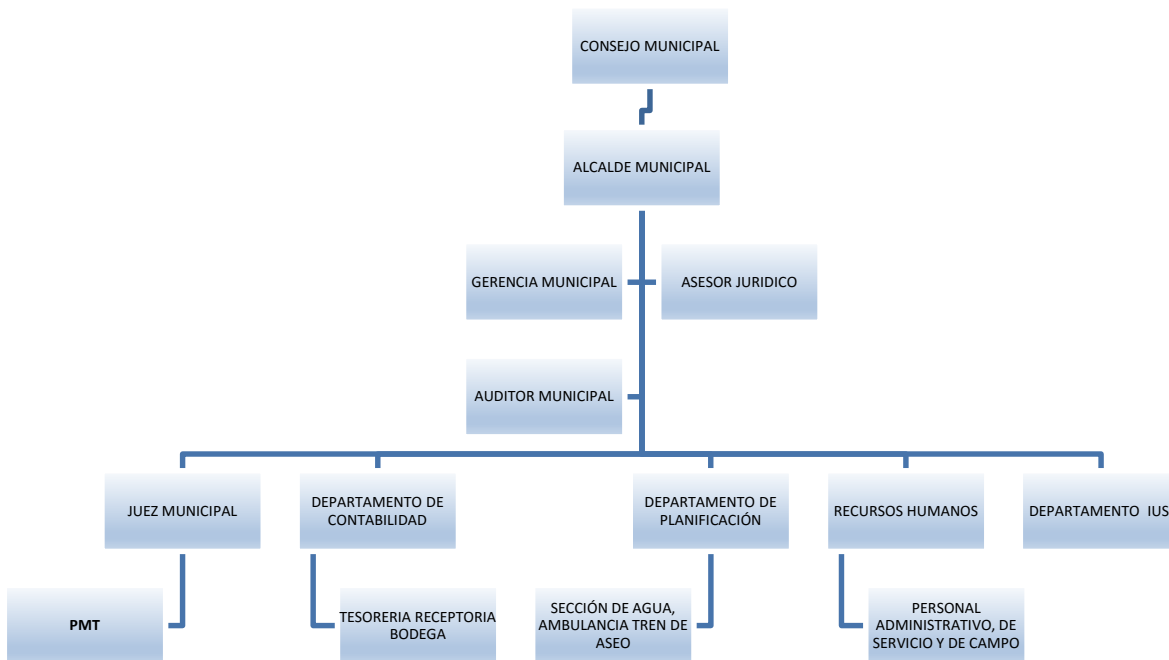 CONSEJO MUNICIPAL
ALCALDE MUNICIPAL
GERENCIA MUNICIPAL
ASESOR JURIDICO
AUDITOR MUNICIPAL
JUEZ MUNICIPAL
DEPARTAMENTO DE
CONTABILIDAD
DEPARTAMENTO DE
PLANIFICACIÓN
RECURSOS HUMANOS
DEPARTAMENTO IUSI
PMT
TESORERIA RECEPTORIA
BODEGA
SECCIÓN DE AGUA,
AMBULANCIA TREN DE
ASEO
PERSONAL
ADMINISTRATIVO, DE
SERVICIO Y DE CAMPO